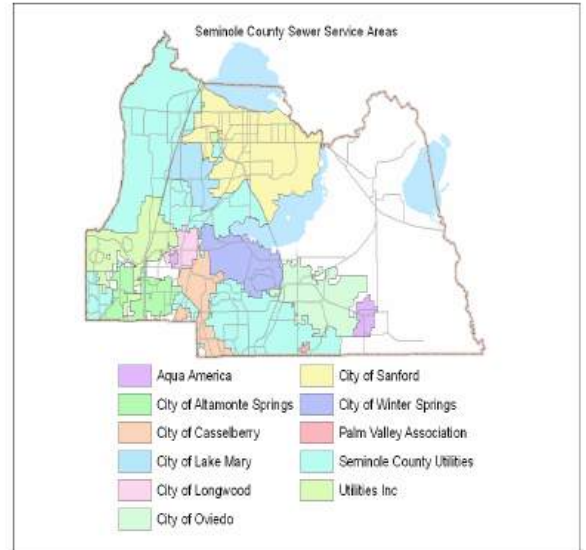 Seminole County Sewer Service Areas
Aqua America
City of Altamonte Springs
City of Casselberry
City of Lake Mary
City of Longwood
City of Oviedo
City of Sanford
City of Winter Springs
Palm Valley Association
Seminole County Utilities
Utilities Inc